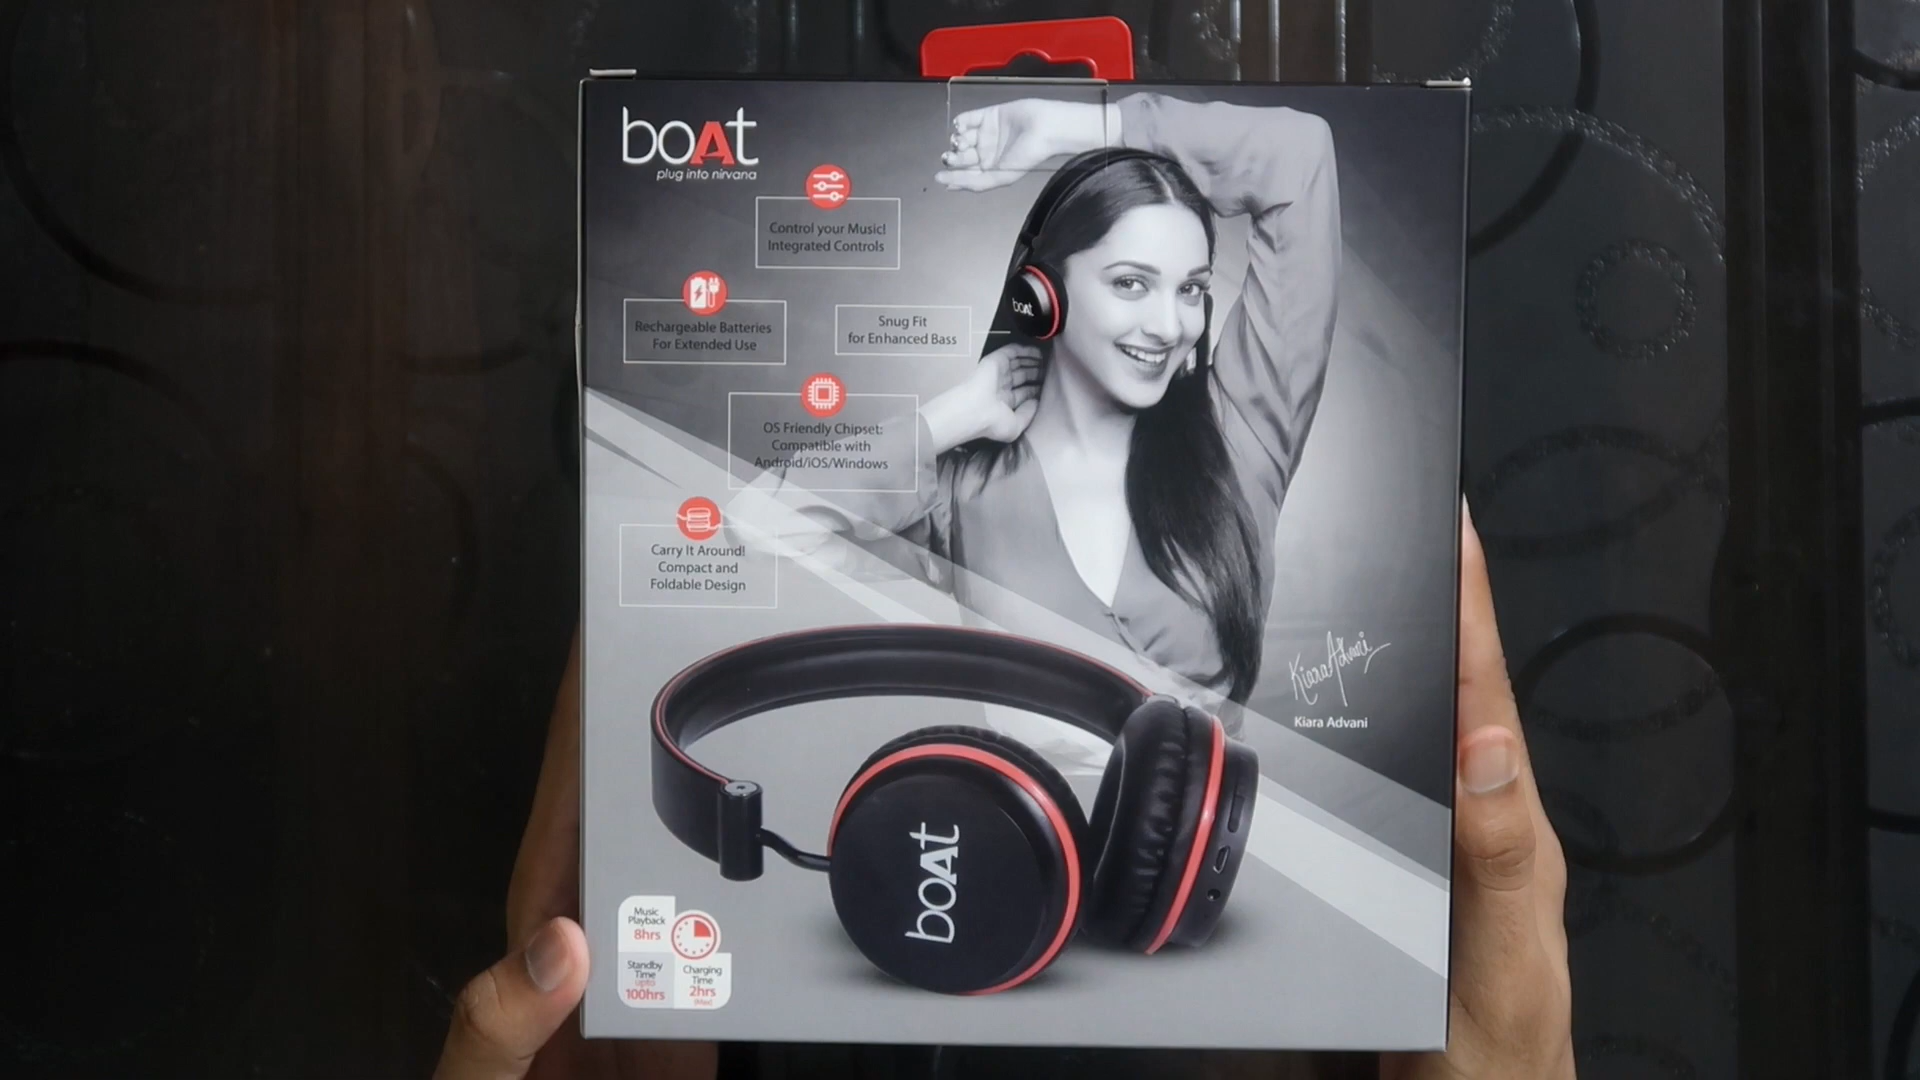 boAt
plug into nirvana
Control your Music!
Integrated Controls
Rechargeable Batteries
For Extended Use
Snug Fit
for Enhanced Bass
boAt
OS Friendly Chipset:
Compatible with
Android/iOS/Windows
Carry It Around!
Compact and
Foldable Design
Kiara Advani
Kiara Advani
boAt
Music
Playback
8hrs
Standby
Time
upto
100hrs
Charging
Time
2hrs
(Max)